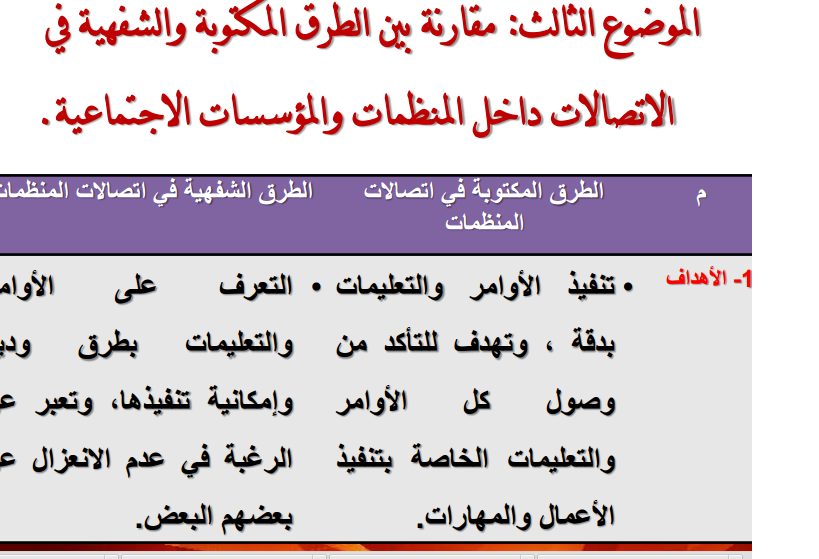 الموضوع الثالث: مقارنة بين الطرق المكتوبة والشفهية في
الاتصالات داخل المنظمات والمؤسسات الاجتماعية.
م
الطرق المكتوبة في اتصالات
المنظمات
الطرق الشفهية في اتصالات المنظمات
1- الأهداف
• تنفيذ الأوامر والتعليمات
بدقة ، وتهدف للتأكد من
وصول كل الأوامر
والتعليمات الخاصة بتنفيذ
الأعمال والمهارات.
• التعرف على
والتعليمات بطرق
وإمكانية تنفيذها، وتعبر
الرغبة في عدم الانعزال
بعضهم البعض.